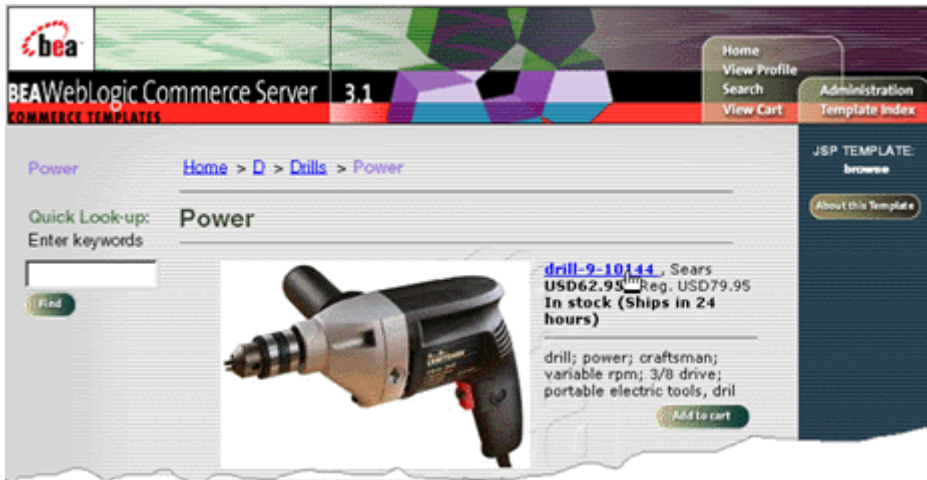 bea
BEAWebLogic Commerce Server 3.1
COMMERCE TEMPLATES
Home
View Profile
Search
View Cart
Administration
Template Index
JSP TEMPLATE:
browse
About this Template
Power
Home > D > Drills > Power
Quick Look-up:
Enter keywords
Find
Power
drill-9-10144 , Sears
USD62.95 Reg. USD79.95
In stock (Ships in 24
hours)
drill; power; craftsman;
variable rpm; 3/8 drive;
portable electric tools, dril
Add to cart
CRAFTSMAN